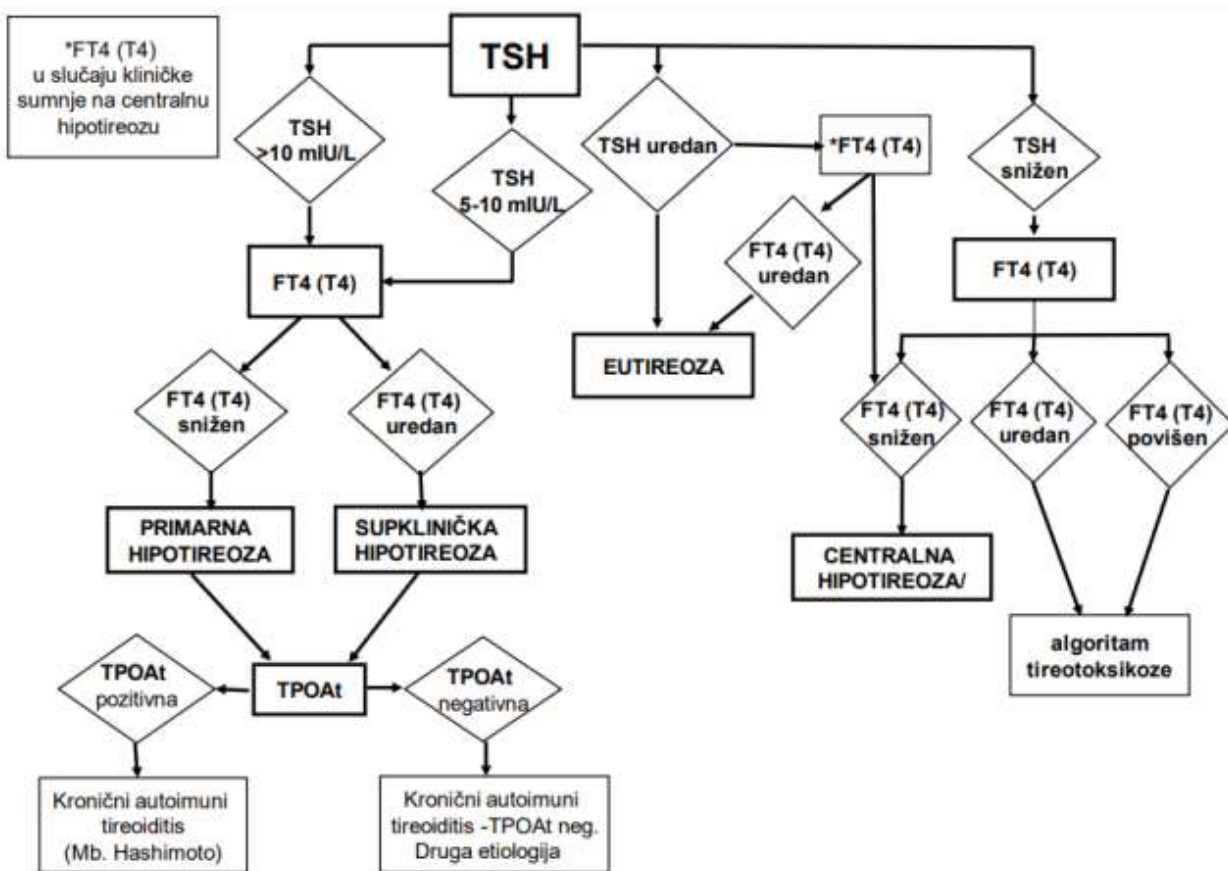 *FT4 (T4)
u slučaju kliničke
sumnje na centralnu
hipotireozu
TSH
TSH
>10 mIU/L
TSH
5-10 mIU/L
TSH uredan
*FT4 (T4)
TSH
snižen
FT4 (T4)
FT4 (T4)
uredan
FT4 (T4)
EUTIREOZA
FT4 (T4)
snižen
FT4 (T4)
uredan
FT4 (T4)
snižen
FT4 (T4)
uredan
FT4 (T4)
povišen
PRIMARNA
HIPOTIREOZA
SUPKLINIČKA
HIPOTIREOZA
CENTRALNA
HIPOTIREOZA/
algoritam
tireotoksikoze
TPOAt
pozitivna
TPOAt
TPOAt
negativna
Kronični autoimuni
tireoiditis
(Mb. Hashimoto)
Kronični autoimuni
tireoiditis -TPOAt neg.
Druga etiologija